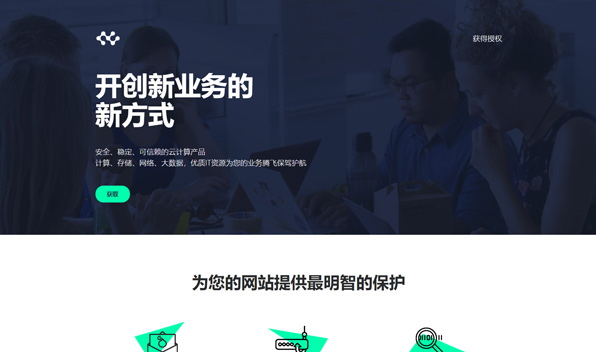 获得授权
开创新业务的
新方式
安全、稳定、可信赖的云计算产品
计算、存储、网络、大数据，优质IT资源为您的业务腾飞保驾护航
获取
为您的网站提供最明智的保护